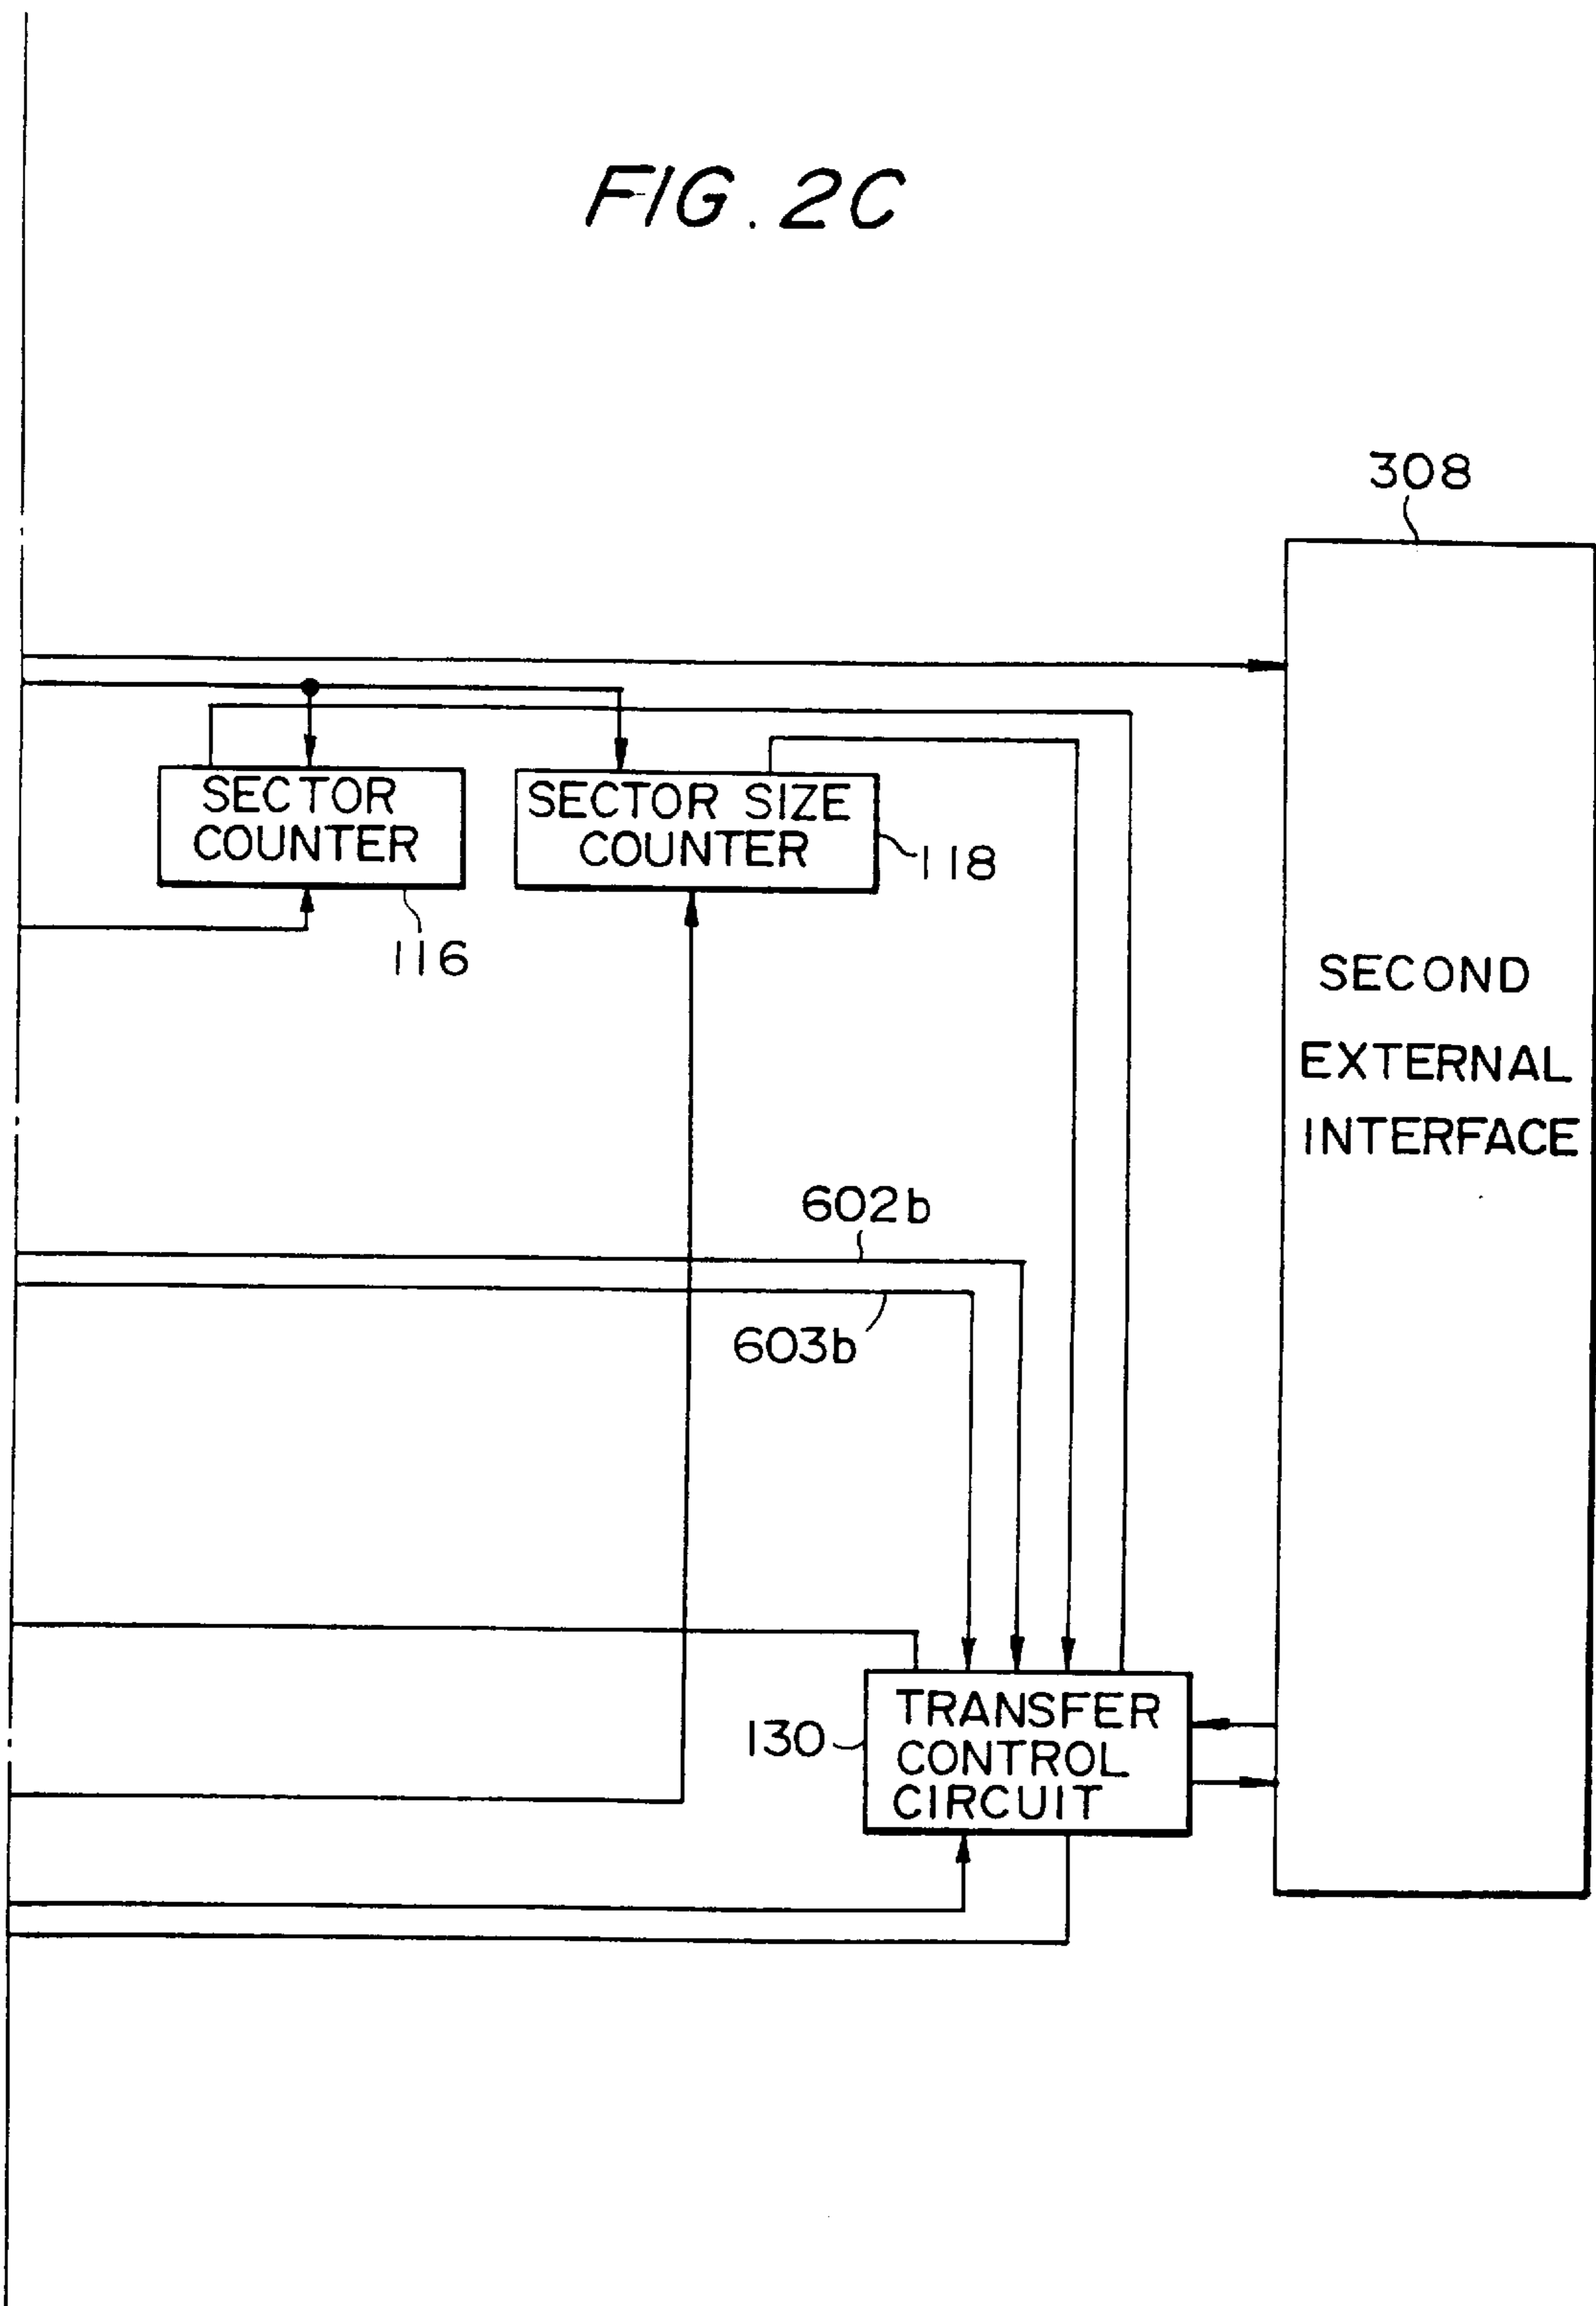 FIG. 2C
308
SECTOR
COUNTER
SECTOR SIZE
COUNTER
118
116
SECOND
EXTERNAL
INTERFACE
602b
603b
130
TRANSFER
CONTROL
CIRCUIT